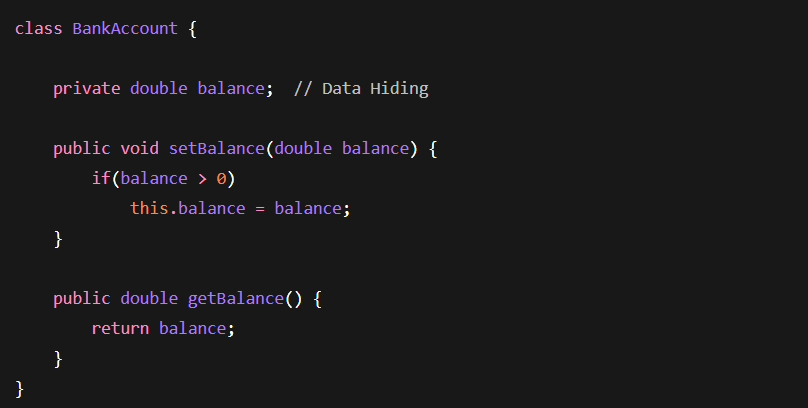 class BankAccount {
    private double balance;  // Data Hiding
    public void setBalance(double balance) {
        if(balance > 0)
            this.balance = balance;
    }
    public double getBalance() {
        return balance;
    }
}